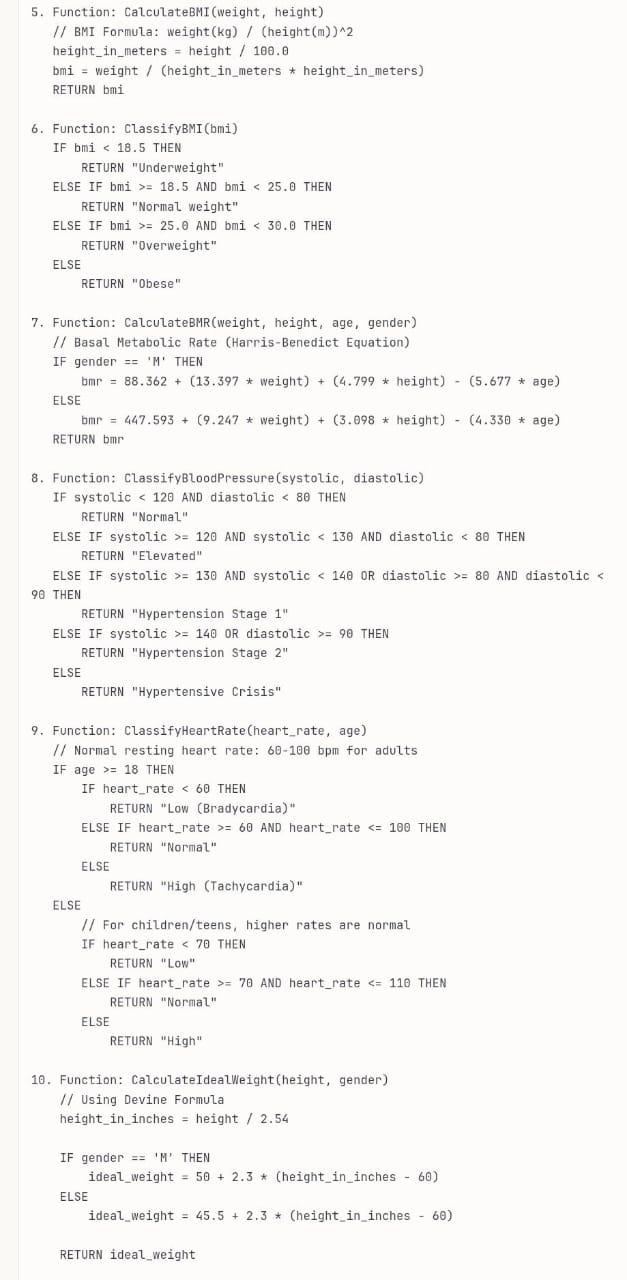 5. Function: CalculateBMI(weight, height)
// BMI Formula: weight(kg) / (height(m))^2
height_in_meters = height / 100.0
bmi = weight / (height_in_meters * height_in_meters)
RETURN bmi
6. Function: ClassifyBMI(bmi)
IF bmi < 18.5 THEN
RETURN "Underweight"
ELSE IF bmi >= 18.5 AND bmi < 25.0 THEN
RETURN "Normal weight"
ELSE IF bmi >= 25.0 AND bmi < 30.0 THEN
RETURN "Overweight"
ELSE
RETURN "Obese"
7. Function: CalculateBMR(weight, height, age, gender)
// Basal Metabolic Rate (Harris-Benedict Equation)
IF gender == 'M' THEN
bmr = 88.362 + (13.397 * weight) + (4.799 * height) - (5.677 * age)
ELSE
bmr = 447.593 + (9.247 * weight) + (3.098 * height) - (4.330 * age)
RETURN bmr
8. Function: ClassifyBloodPressure(systolic, diastolic)
IF systolic < 120 AND diastolic < 80 THEN
RETURN "Normal"
ELSE IF systolic >= 120 AND systolic < 130 AND diastolic < 80 THEN
RETURN "Elevated"
ELSE IF systolic >= 130 AND systolic < 140 OR diastolic >= 80 AND diastolic <
90 THEN
RETURN "Hypertension Stage 1"
ELSE IF systolic >= 140 OR diastolic >= 90 THEN
RETURN "Hypertension Stage 2"
ELSE
RETURN "Hypertensive Crisis"
9. Function: ClassifyHeartRate(heart_rate, age)
// Normal resting heart rate: 60-100 bpm for adults
IF age >= 18 THEN
IF heart_rate < 60 THEN
RETURN "Low (Bradycardia)"
ELSE IF heart_rate >= 60 AND heart_rate <= 100 THEN
RETURN "Normal"
ELSE
RETURN "High (Tachycardia)"
ELSE
// For children/teens, higher rates are normal
IF heart_rate < 70 THEN
RETURN "Low"
ELSE IF heart_rate >= 70 AND heart_rate <= 110 THEN
RETURN "Normal"
ELSE
RETURN "High"
10. Function: CalculateIdealWeight(height, gender)
// Using Devine Formula
height_in_inches = height / 2.54
IF gender == 'M' THEN
ideal_weight = 50 + 2.3 * (height_in_inches - 60)
ELSE
ideal_weight = 45.5 + 2.3 * (height_in_inches - 60)
RETURN ideal_weight